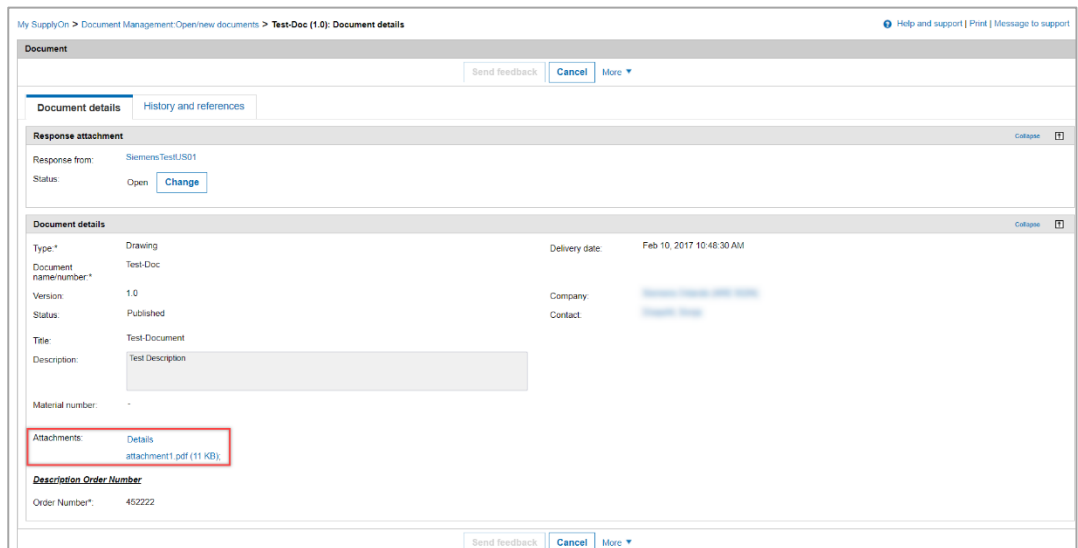 My SupplyOn > Document Management:Open/new documents > Test-Doc (1.0): Document details
Help and support | Print | Message to support
Document
Send feedback Cancel More
Document details History and references
Response attachment Collapse
Response from: SiemensTestUS01
Status: Open Change
Document details Collapse
Type:* Drawing Delivery date: Feb 10, 2017 10:48:30 AM
Document name/number:* Test-Doc
Version: 1.0 Company:
Status: Published Contact:
Title: Test-Document
Description: Test Description
Material number: -
Attachments: Details
attachment1.pdf (11 KB);
Description Order Number
Order Number*: 452222
Send feedback Cancel More